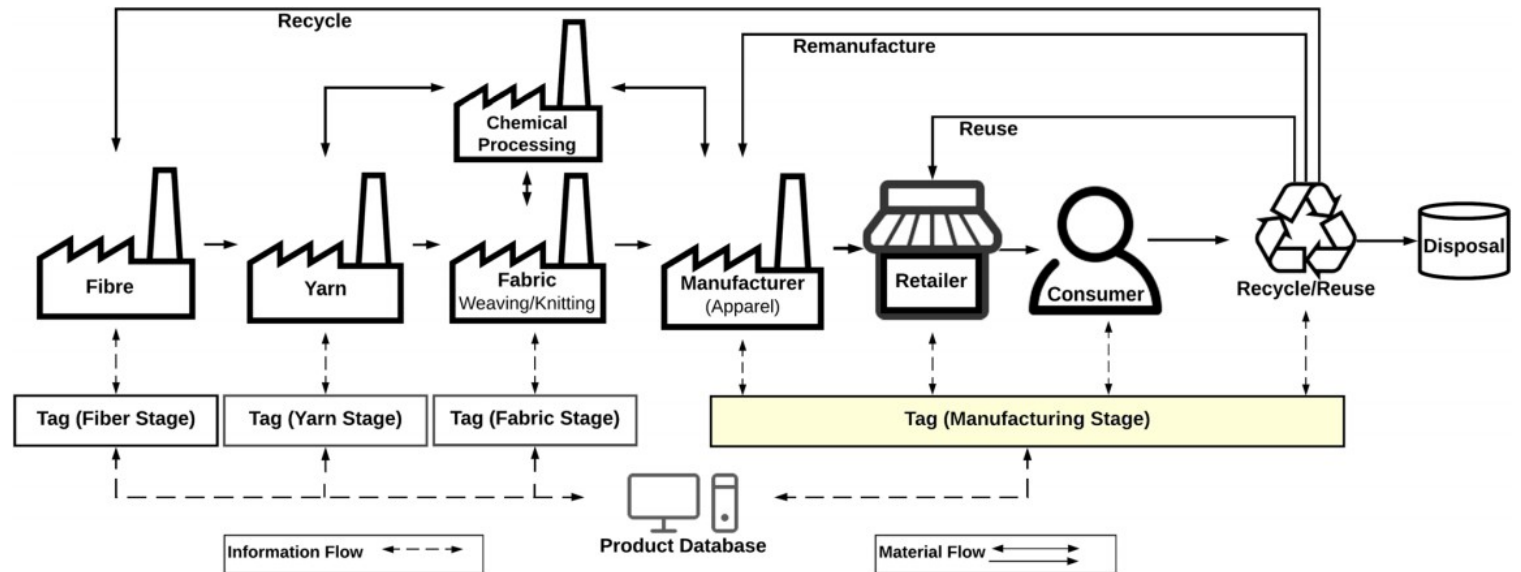 Recycle
Remanufacture
Chemical
Processing
Reuse
Fibre
Yarn
Fabric
Weaving/Knitting
Manufacturer
(Apparel)
Retailer
Consumer
Recycle/Reuse
Disposal
Tag (Fiber Stage)
Tag (Yarn Stage)
Tag (Fabric Stage)
Tag (Manufacturing Stage)
Product Database
Information Flow
Material Flow